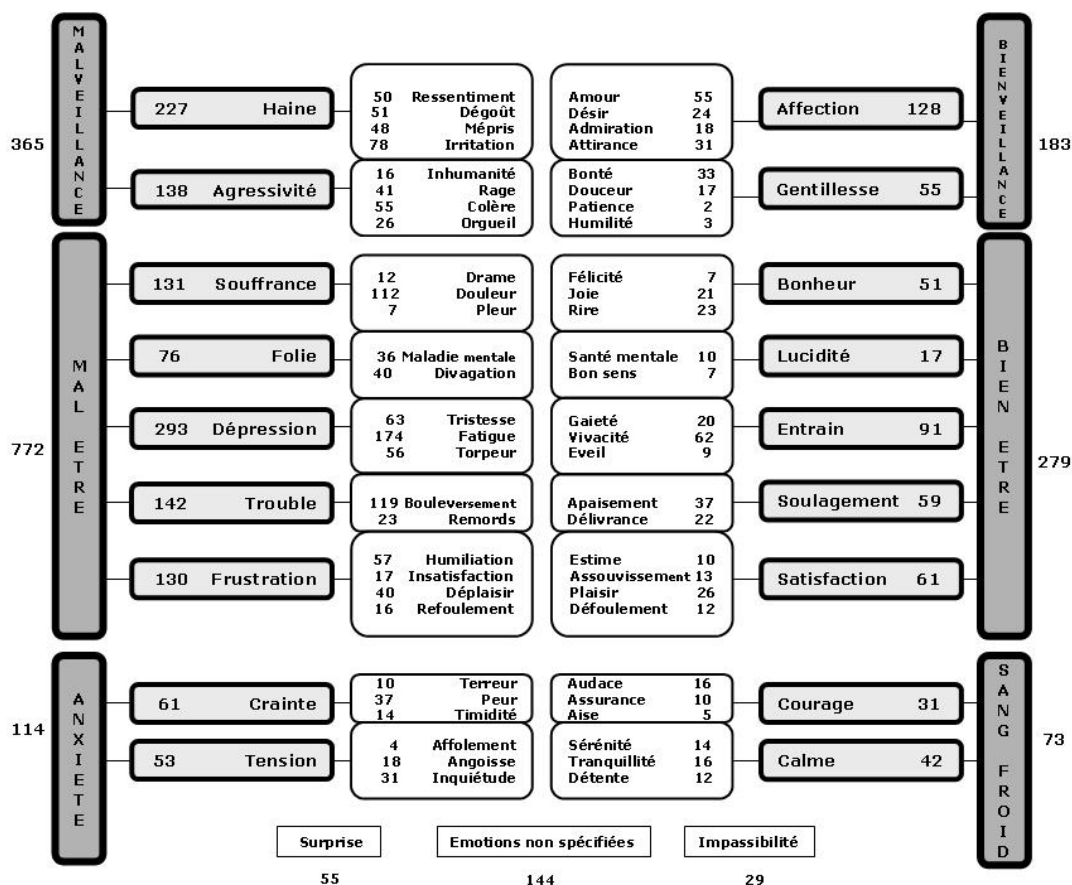 MALVEILLANCE
365
227 Haine
50 Ressentiment
51 Dégoût
48 Mépris
78 Irritation
138 Agressivité
16 Inhumanité
41 Rage
55 Colère
26 Orgueil
Amour 55
Désir 24
Admiration 18
Attirance 31
Affection 128
Bonté 33
Douceur 17
Patience 2
Humilité 3
Gentillesse 55
BIENVEILLANCE
183
MAL ETRE
772
131 Souffrance
12 Drame
112 Douleur
7 Pleur
76 Folie
36 Maladie mentale
40 Divagation
293 Dépression
63 Tristesse
174 Fatigue
56 Torpeur
142 Trouble
119 Bouleversement
23 Remords
130 Frustration
57 Humiliation
17 Insatisfaction
40 Déplaisir
16 Refoulement
Félicité 7
Joie 21
Rire 23
Bonheur 51
Santé mentale 10
Bon sens 7
Lucidité 17
Gaieté 20
Vivacité 62
Eveil 9
Entrain 91
Apaisement 37
Délivrance 22
Soulagement 59
Estime 10
Assouvissement 13
Plaisir 26
Défoulement 12
Satisfaction 61
BIEN ETRE
279
ANXIETE
114
61 Crainte
10 Terreur
37 Peur
14 Timidité
53 Tension
4 Affolement
18 Angoisse
31 Inquiétude
Audace 16
Assurance 10
Aise 5
Courage 31
Sérénité 14
Tranquillité 16
Détente 12
Calme 42
SANG FROID
73
Surprise
55
Emotions non spécifiées
144
Impassibilité
29